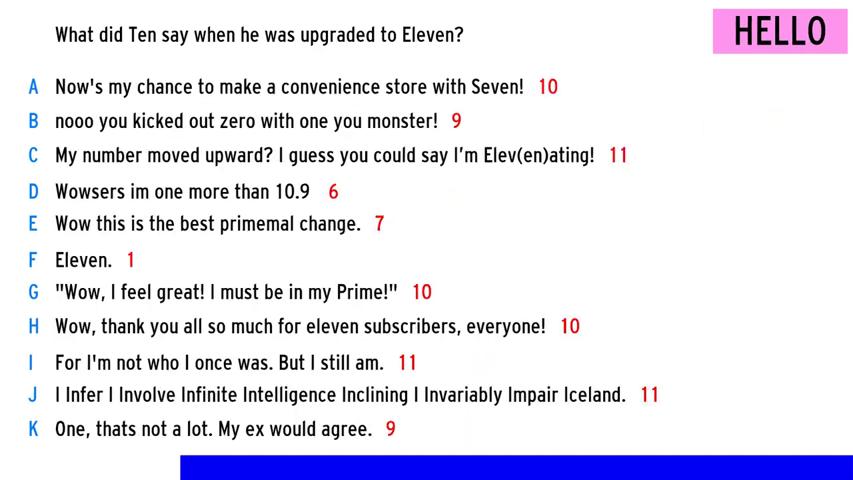 What did Ten say when he was upgraded to Eleven?
HELLO
A Now's my chance to make a convenience store with Seven! 10
B nooo you kicked out zero with one you monster! 9
C My number moved upward? I guess you could say I'm Elev(en)ating! 11
D Wowsers im one more than 10.9 6
E Wow this is the best primemal change. 7
F Eleven. 1
G "Wow, I feel great! I must be in my Prime!" 10
H Wow, thank you all so much for eleven subscribers, everyone! 10
I For I'm not who I once was. But I still am. 11
J I Infer I Involve Infinite Intelligence Inclining I Invariably Impair Iceland. 11
K One, thats not a lot. My ex would agree. 9